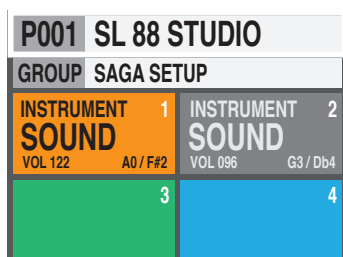 P001 SL 88 STUDIO
GROUP SAGA SETUP
INSTRUMENT 1
SOUND
VOL 122 A0 / F#2
INSTRUMENT 2
SOUND
VOL 096 G3 / Db4
3
4